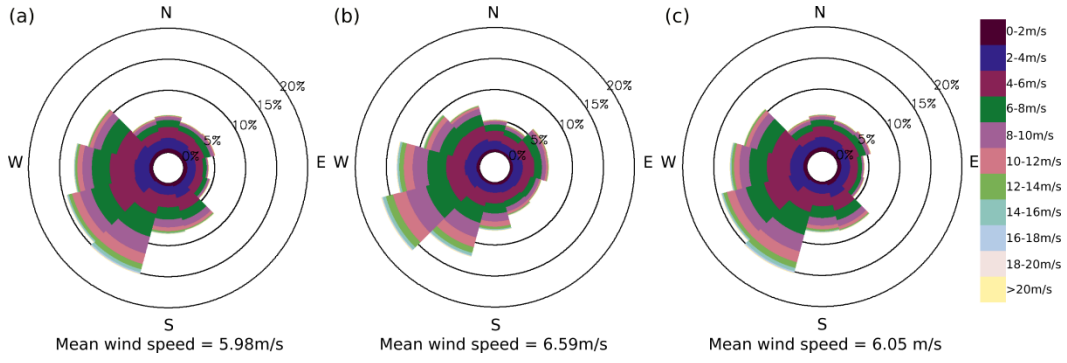 (a)
N
W
E
S
0%
5%
10%
15%
20%
Mean wind speed = 5.98m/s
(b)
N
W
E
S
0%
5%
10%
15%
20%
Mean wind speed = 6.59m/s
(c)
N
W
E
S
0%
5%
10%
15%
20%
Mean wind speed = 6.05 m/s
0-2m/s
2-4m/s
4-6m/s
6-8m/s
8-10m/s
10-12m/s
12-14m/s
14-16m/s
16-18m/s
18-20m/s
>20m/s